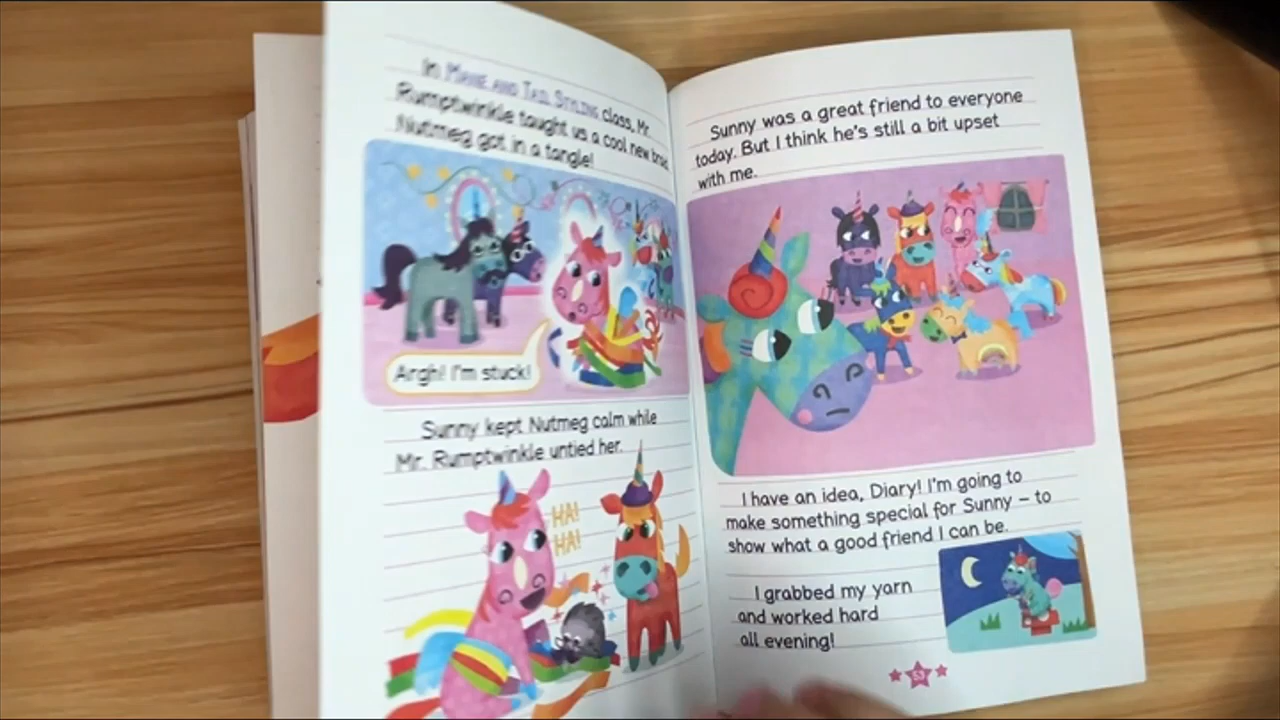 In MANE AND TAIL STYLING class, Mr.
Rumptwinkle taught us a cool new braid
Nutmeg got in a tangle!
Argh! I'm stuck!
Sunny kept Nutmeg calm while
Mr. Rumptwinkle untied her.
HA!
HA!
Sunny was a great friend to everyone
today. But I think he's still a bit upset
with me.
I have an idea, Diary! I'm going to
make something special for Sunny – to
show what a good friend I can be.
I grabbed my yarn
and worked hard
all evening!
53